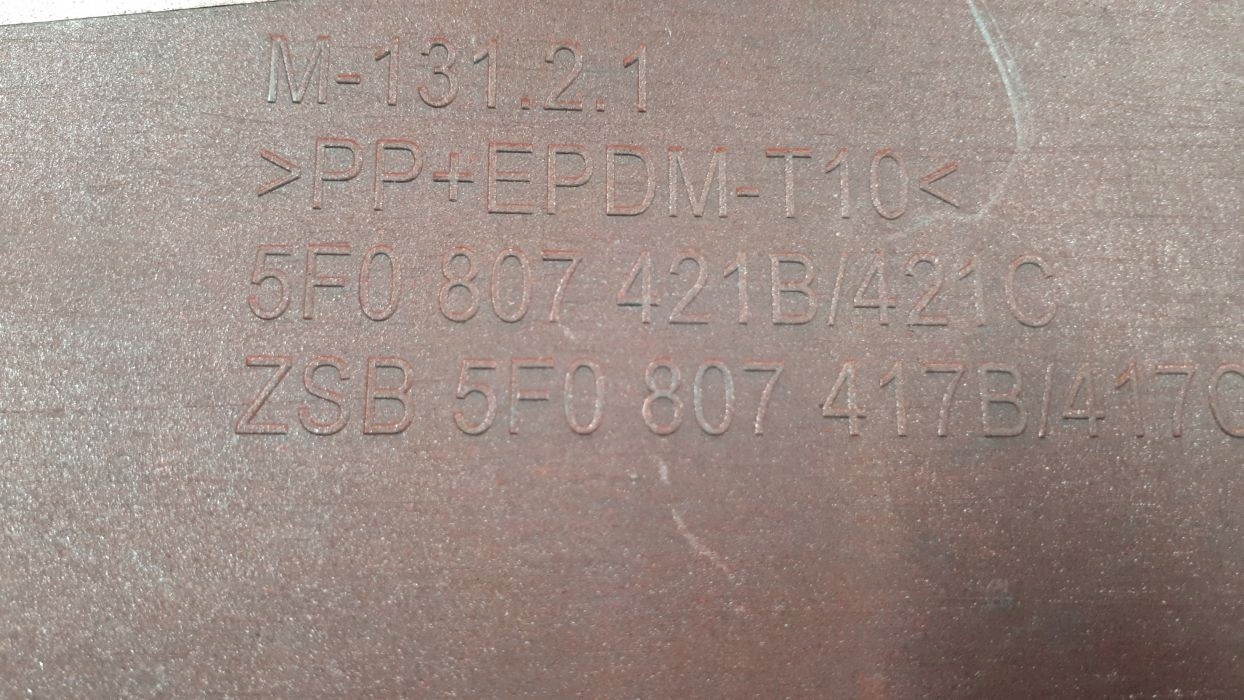 M-131.2.1
>PP+EPDM-T10<
5F0 807 421B/421C
ZSB 5F0 807 417B/417C